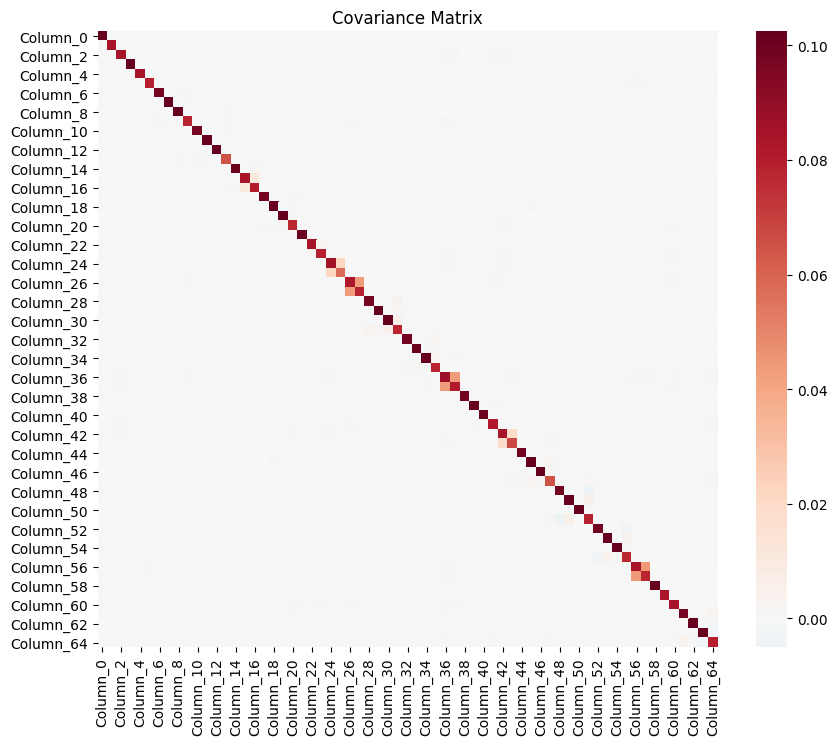 Covariance Matrix
Column_0
Column_2
Column_4
Column_6
Column_8
Column_10
Column_12
Column_14
Column_16
Column_18
Column_20
Column_22
Column_24
Column_26
Column_28
Column_30
Column_32
Column_34
Column_36
Column_38
Column_40
Column_42
Column_44
Column_46
Column_48
Column_50
Column_52
Column_54
Column_56
Column_58
Column_60
Column_62
Column_64
Column_0
Column_2
Column_4
Column_6
Column_8
Column_10
Column_12
Column_14
Column_16
Column_18
Column_20
Column_22
Column_24
Column_26
Column_28
Column_30
Column_32
Column_34
Column_36
Column_38
Column_40
Column_42
Column_44
Column_46
Column_48
Column_50
Column_52
Column_54
Column_56
Column_58
Column_60
Column_62
Column_64
0.10
0.08
0.06
0.04
0.02
0.00